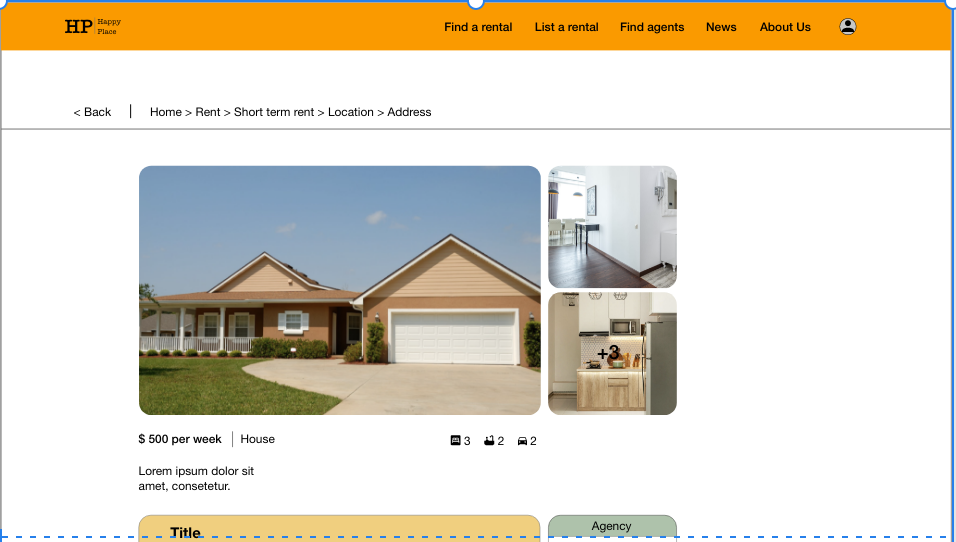 HP Happy
Place
Find a rental List a rental Find agents News About Us
< Back | Home > Rent > Short term rent > Location > Address
+3
$ 500 per week | House 3 2 2
Lorem ipsum dolor sit
amet, consetetur.
Title Agency